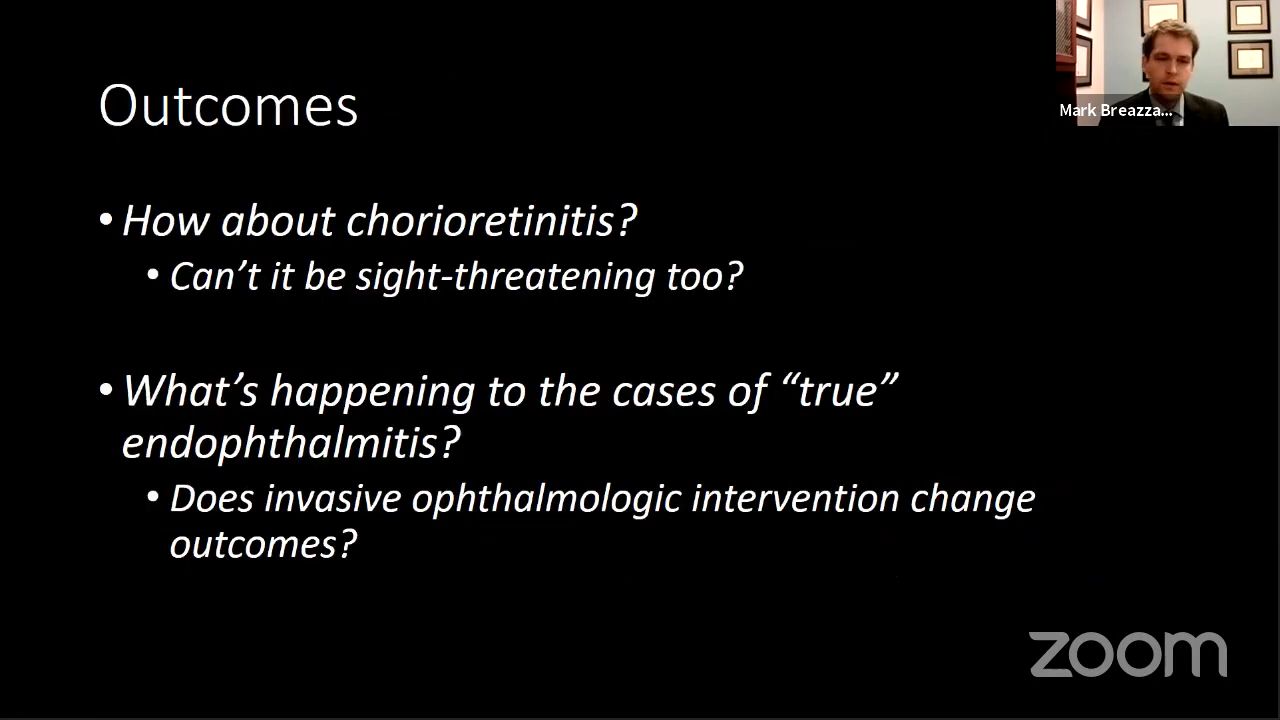 Outcomes
Mark Breazza...
• How about chorioretinitis?
• Can’t it be sight-threatening too?
• What’s happening to the cases of “true”
endophthalmitis?
• Does invasive ophthalmologic intervention change
outcomes?
zoom